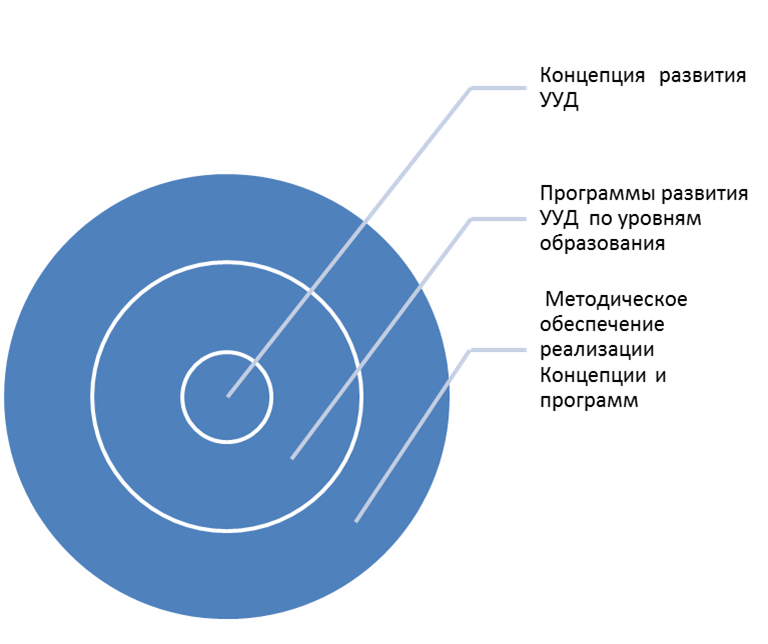 Концепция развития
УУД
Программы развития
УУД по уровням
образования
Методическое
обеспечение
реализации
Концепции и
программ